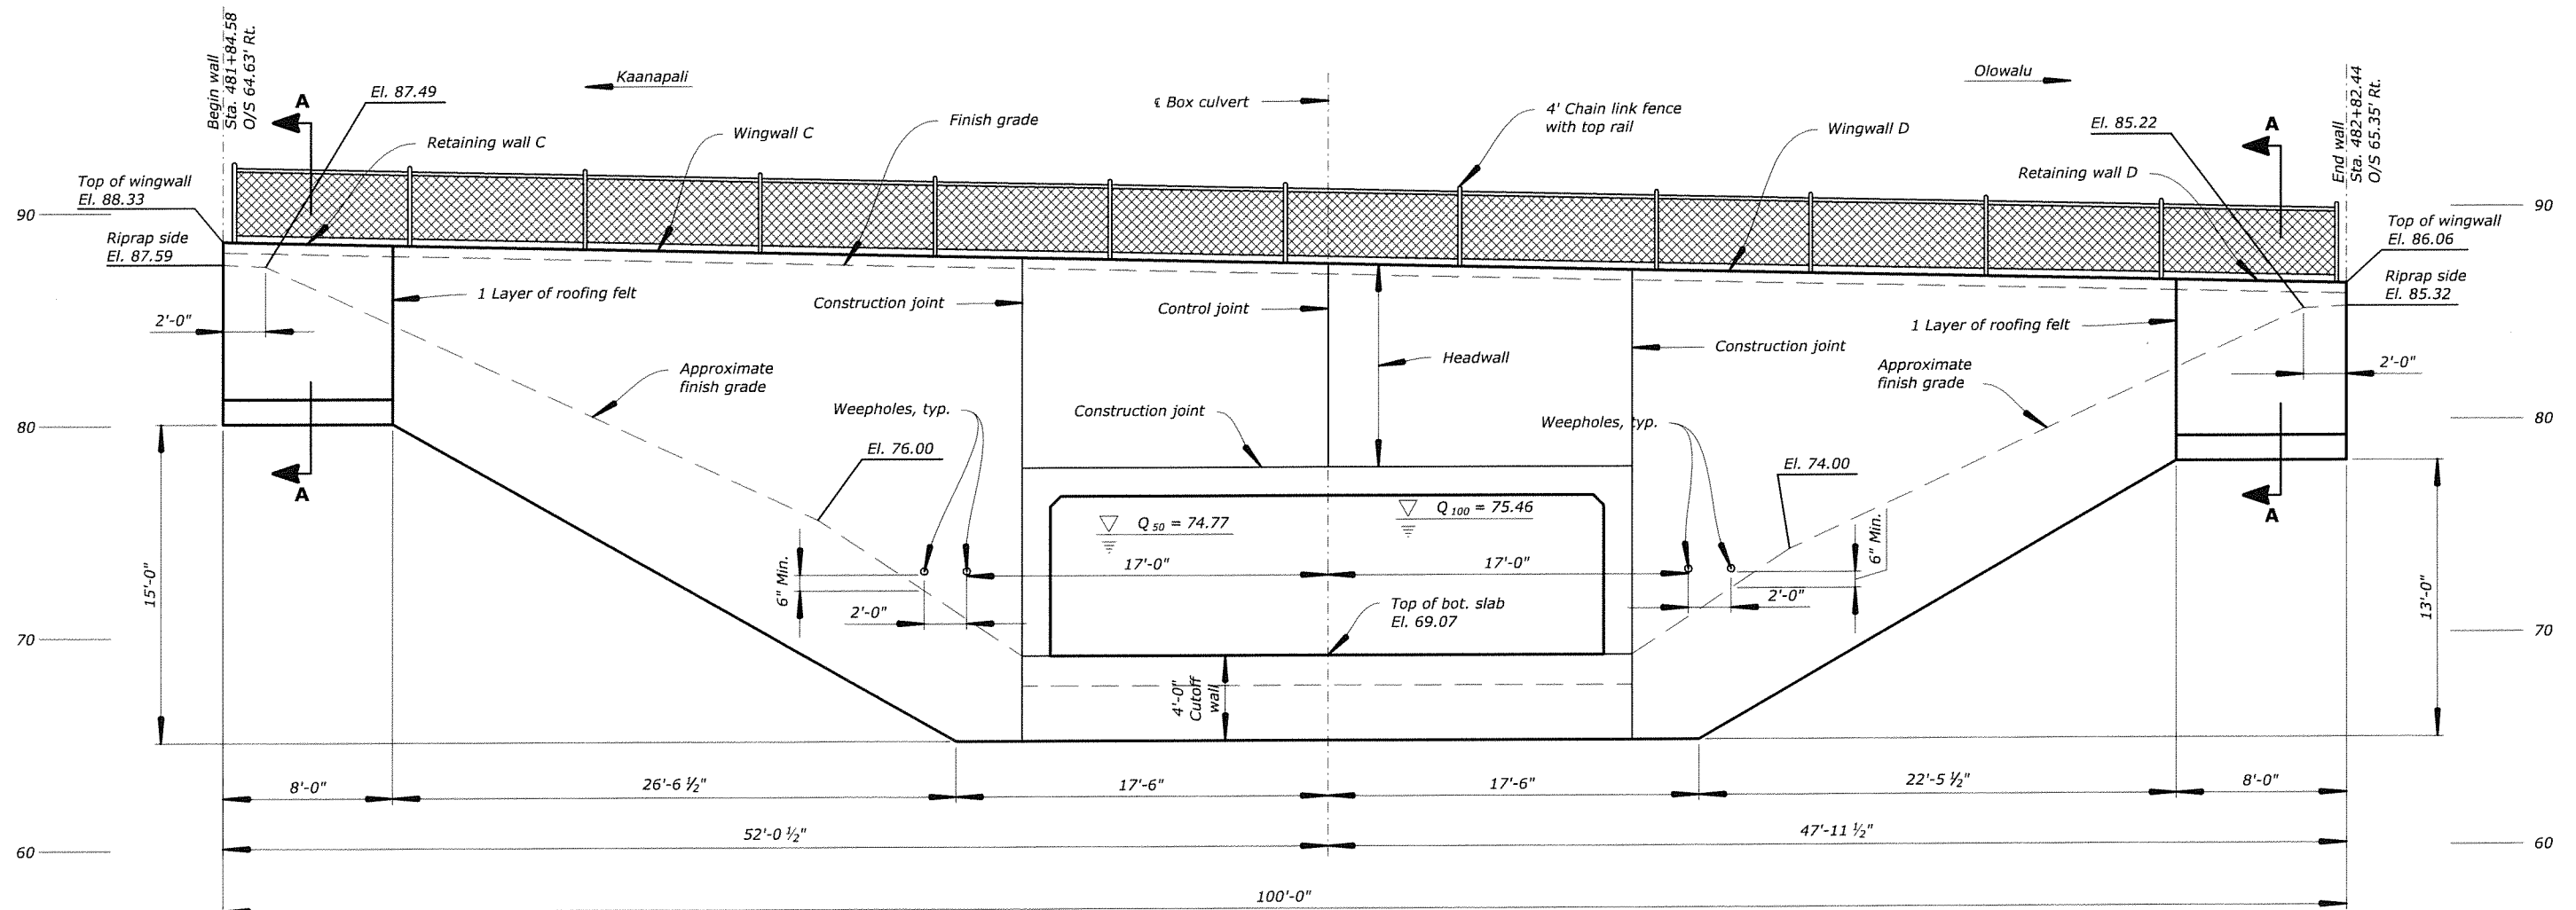 Begin wall
Sta. 481+84.58
O/S 64.63' Rt.
A
El. 87.49
Kaanapali
℄ Box culvert
Olowalu
4' Chain link fence
with top rail
Finish grade
Wingwall C
Retaining wall C
Wingwall D
El. 85.22
Retaining wall D
A
End wall
Sta. 482+82.44
O/S 65.35' Rt.
Top of wingwall
El. 88.33
90
90
Riprap side
El. 87.59
Top of wingwall
El. 86.06
Riprap side
El. 85.32
2'-0"
1 Layer of roofing felt
Construction joint
Control joint
Headwall
Construction joint
1 Layer of roofing felt
2'-0"
Approximate
finish grade
Approximate
finish grade
Weepholes, typ.
Construction joint
Weepholes, typ.
80
80
El. 76.00
El. 74.00
A
A
Q 50 = 74.77
Q 100 = 75.46
6" Min.
17'-0"
17'-0"
6" Min.
15'-0"
13'-0"
2'-0"
2'-0"
Top of bot. slab
El. 69.07
70
70
4'-0"
Cutoff
wall
8'-0"
26'-6 ½"
17'-6"
17'-6"
22'-5 ½"
8'-0"
52'-0 ½"
47'-11 ½"
60
60
100'-0"